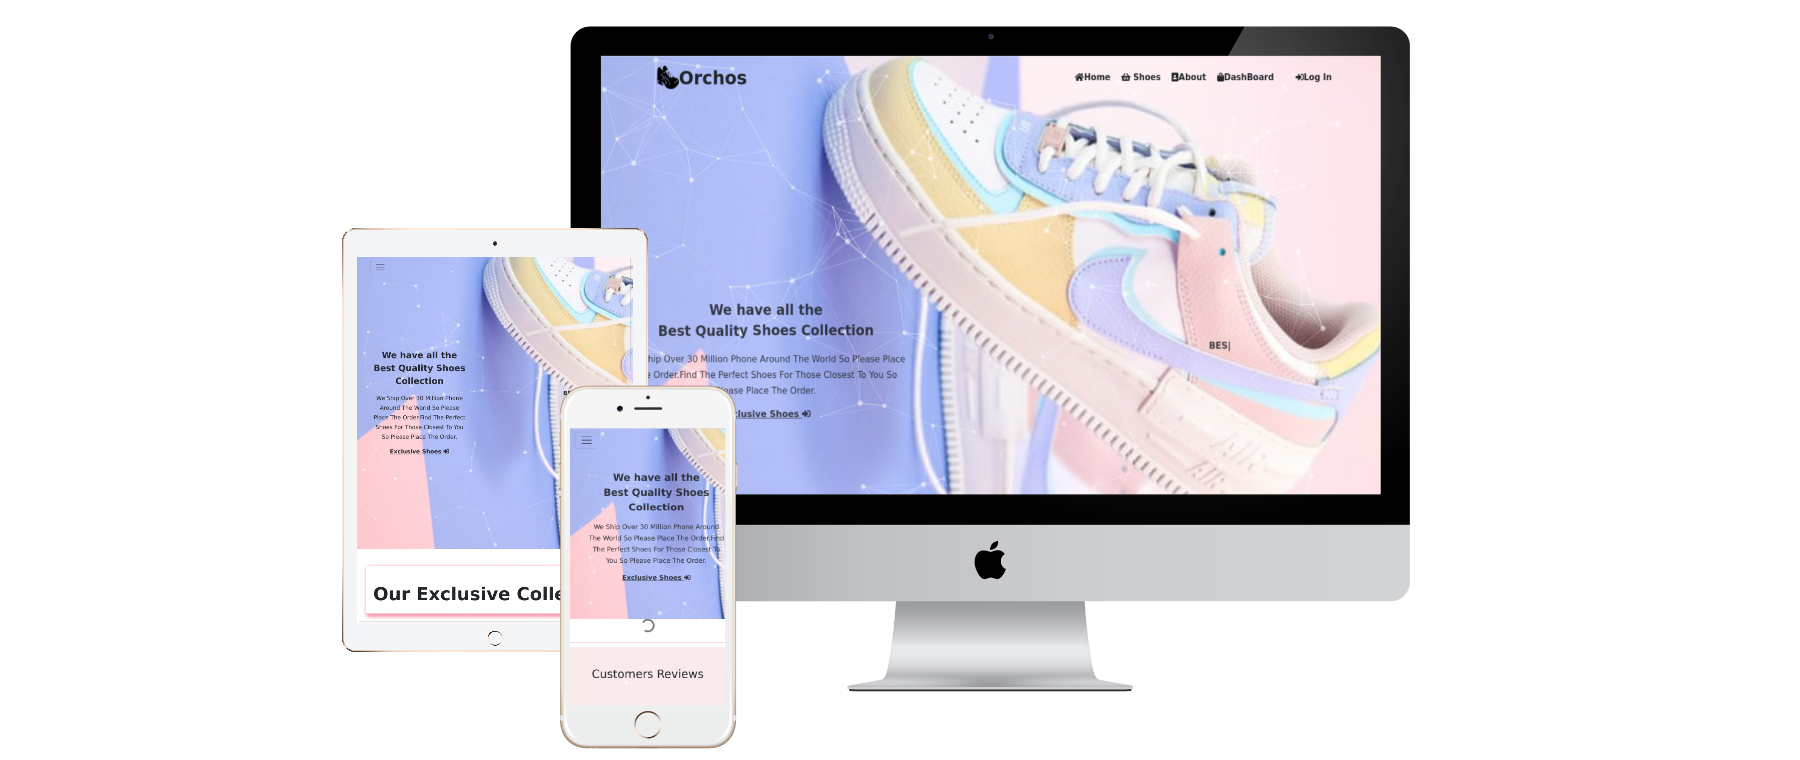 Orchos
Home Shoes About DashBoard Log In
We have all the
Best Quality Shoes Collection
hip Over 30 Million Phone Around The World So Please Place
e Order.Find The Perfect Shoes For Those Closest To You So
lease Place The Order.
clusive Shoes
BES|
AIR
We have all the
Best Quality Shoes
Collection
We Ship Over 30 Million Phone
Around The World So Please
Place The Order.Find The Perfect
Shoes For Those Closest To You
So Please Place The Order.
Exclusive Shoes
Our Exclusive Colle
We have all the
Best Quality Shoes
Collection
We Ship Over 30 Million Phone Around
The World So Please Place The Order.Find
The Perfect Shoes For Those Closest To
You So Please Place The Order.
Exclusive Shoes
Customers Reviews